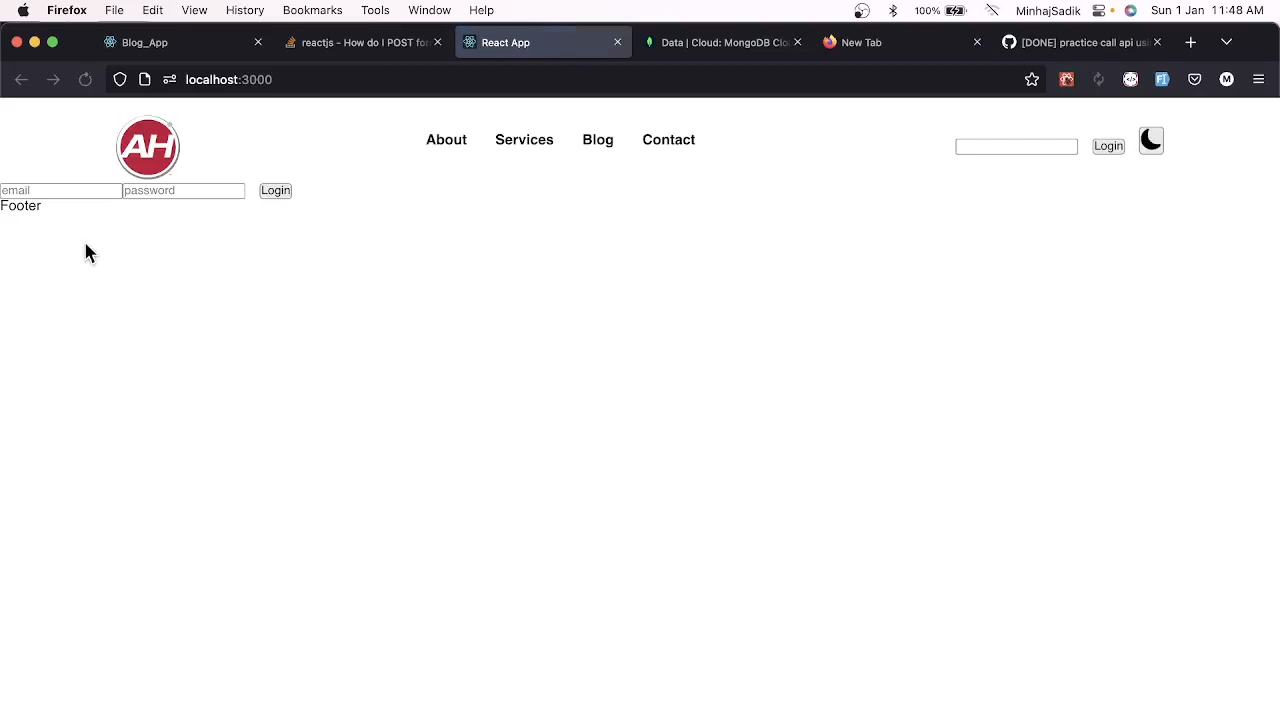 Firefox File Edit View History Bookmarks Tools Window Help 100% MinhajSadik Sun 1 Jan 11:48 AM
Blog_App reactjs - How do I POST for React App Data | Cloud: MongoDB Clo New Tab [DONE] practice call api usi
localhost:3000 M
AH About Services Blog Contact Login
email password Login
Footer